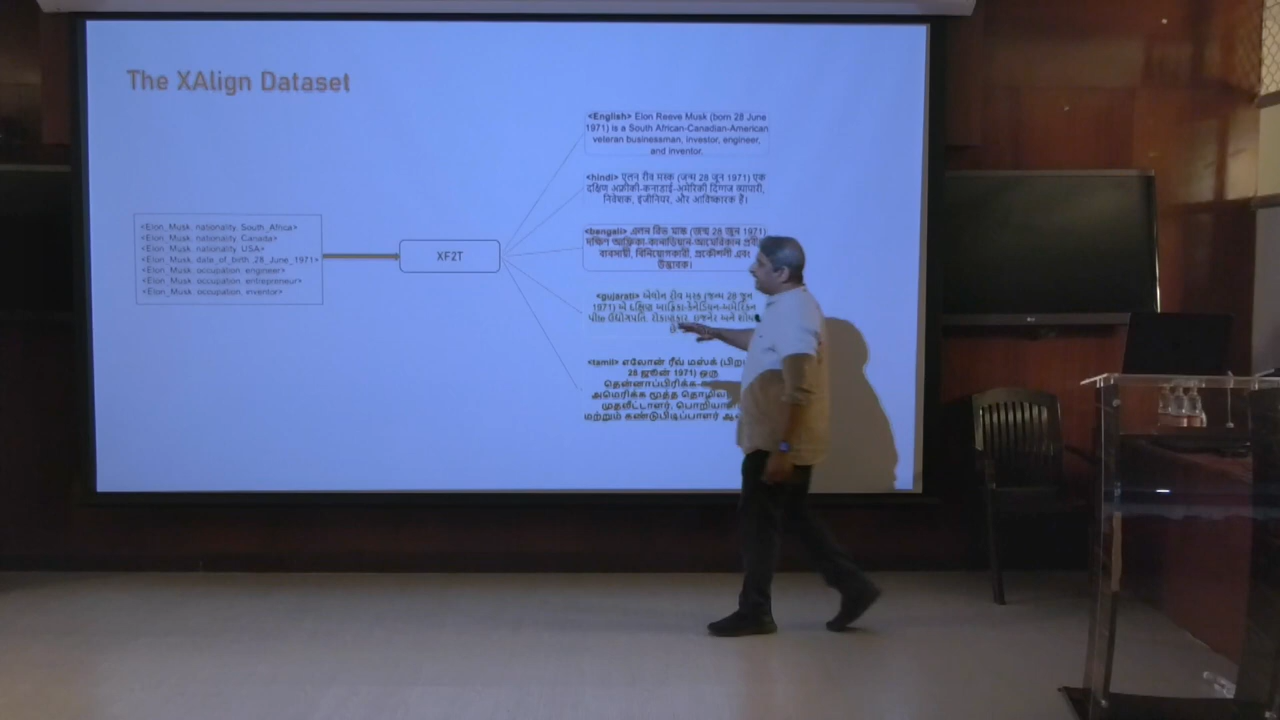 The XAlign Dataset
<Elon_Musk, nationality, South_Africa>
<Elon_Musk, nationality, Canada>
<Elon_Musk, nationality, USA>
<Elon_Musk, date_of_birth ,28_June_1971>
<Elon_Musk, occupation, engineer>
<Elon_Musk, occupation, entrepreneur>
<Elon_Musk, occupation, inventor>
XF2T
<English> Elon Reeve Musk (born 28 June
1971) is a South African-Canadian-American
veteran businessman, investor, engineer,
and inventor.
<hindi> एलन रीव मस्क (जन्म 28 जून 1971) एक
दक्षिण अफ्रीकी-कनाडाई-अमेरिकी दिग्गज व्यापारी,
निवेशक, इंजीनियर, और आविष्कारक हैं।
<bengali> এলন রিভ মাস্ক (জন্ম 28 জুন 1971)
দক্ষিণ আফ্রিকা-কানাডিয়ান-আমেরিকান
ব্যবসায়ী, বিনিয়োগকারী, প্রকৌশলী এবং
উদ্ভাবক।
<gujarati> એલોન રીવ મસ્ક (જન્મ 28 જૂન
1971) એ દક્ષિણ આફ્રિકા-કેનેડિયન-અમેરિકન
ઉદ્યોગપતિ, રોકાણકાર, ઇજનેર અને
<tamil> எலோன் ரீவ் மஸ்க்
28 ஜூன் 1971) ஒரு
அமெரிக்க மூத்த
முதலீட்டாளர்,
மற்றும் கண்டுபிடிப்பாளர்